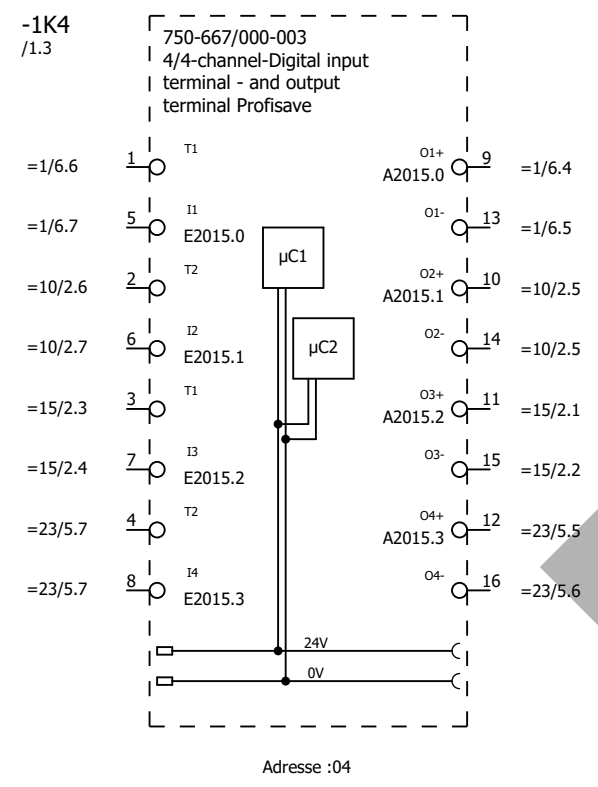 -1K4
/1.3
750-667/000-003
4/4-channel-Digital input
terminal - and output
terminal Profisave
=1/6.6 1 T1 O1+ A2015.0 9 =1/6.4
=1/6.7 5 I1 E2015.0 O1- 13 =1/6.5
µC1
=10/2.6 2 T2 O2+ A2015.1 10 =10/2.5
=10/2.7 6 I2 E2015.1 µC2 O2- 14 =10/2.5
=15/2.3 3 T1 O3+ A2015.2 11 =15/2.1
=15/2.4 7 I3 E2015.2 O3- 15 =15/2.2
=23/5.7 4 T2 O4+ A2015.3 12 =23/5.5
=23/5.7 8 I4 E2015.3 O4- 16 =23/5.6
24V
0V
Adresse :04